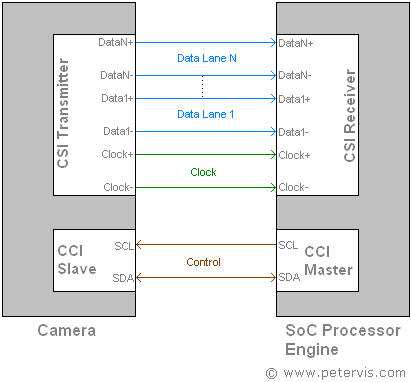 DataN+ DataN+
Data Lane N
DataN- DataN-
Data1+ Data1+
Data Lane 1
Data1- Data1-
CSI Transmitter
CSI Receiver
Clock+ Clock+
Clock
Clock- Clock-
CCI Slave
SCL SCL
CCI Master
Control
SDA SDA
Camera
SoC Processor Engine
© www.petervis.com